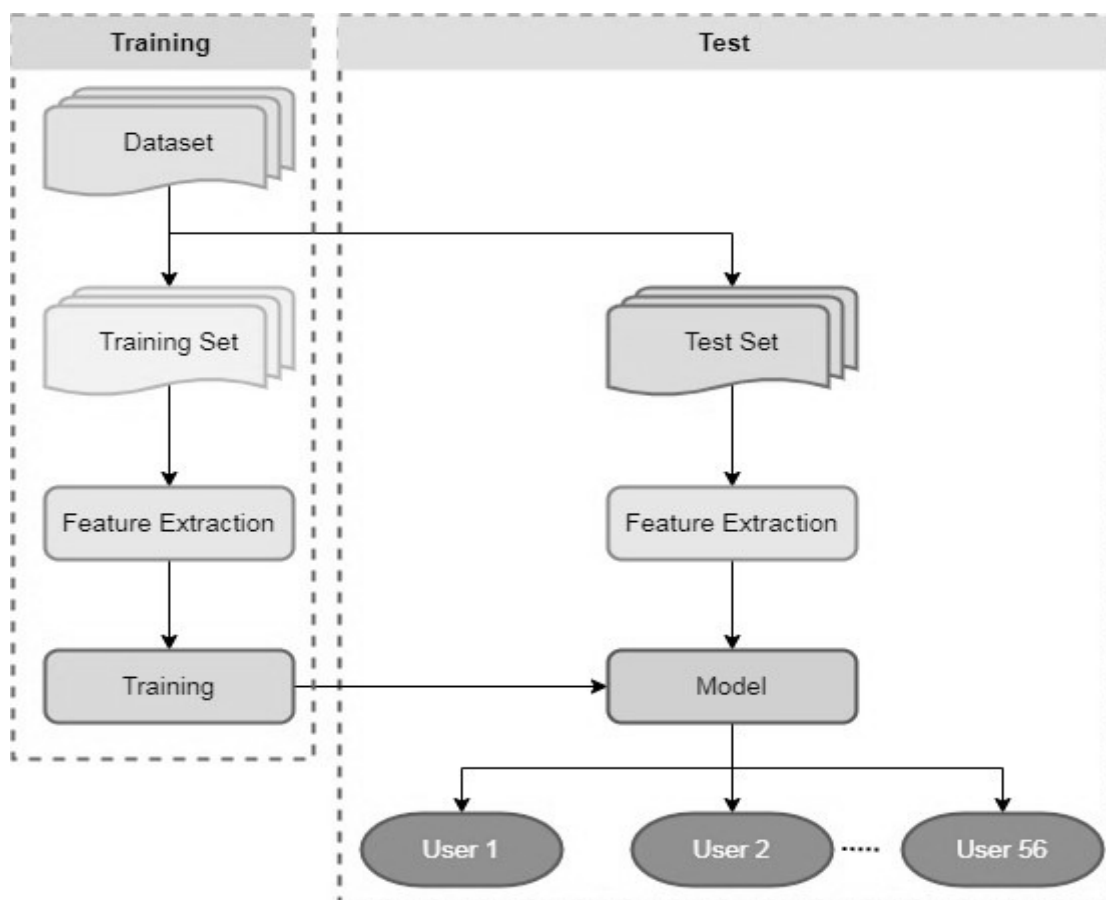 Training
Test
Dataset
Training Set
Test Set
Feature Extraction
Feature Extraction
Training
Model
User 1
User 2
User 56